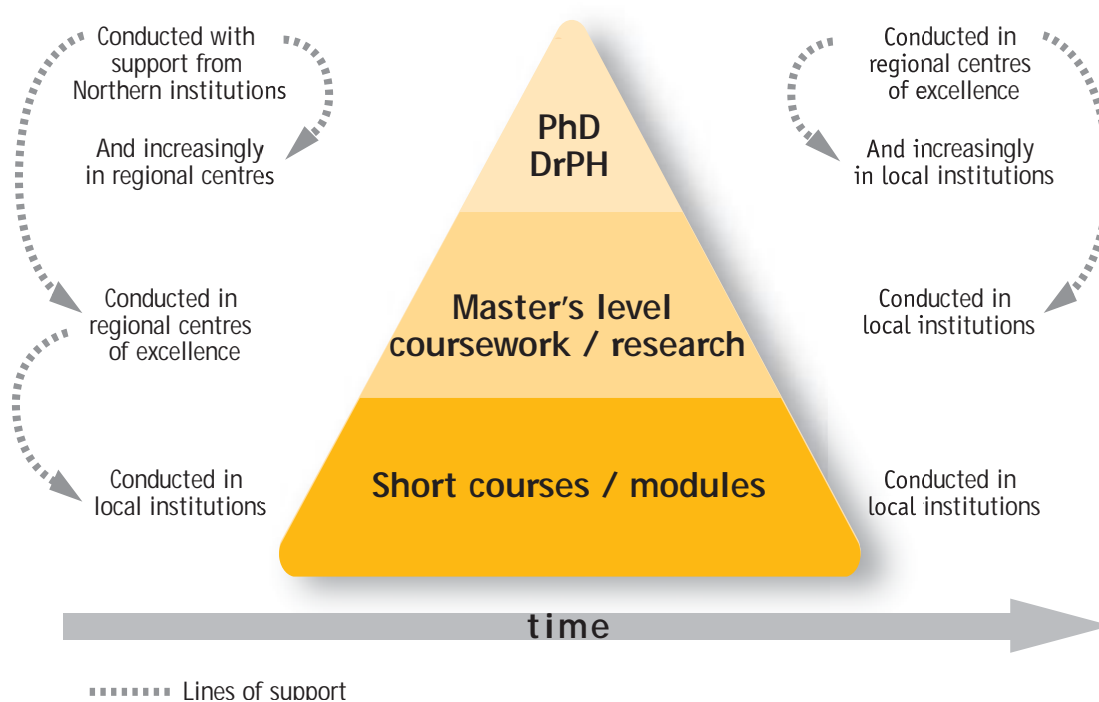 Conducted with
support from
Northern institutions
And increasingly
in regional centres
Conducted in
regional centres
of excellence
Conducted in
local institutions
PhD
DrPH
Master's level
coursework / research
Short courses / modules
Conducted in
regional centres
of excellence
And increasingly
in local institutions
Conducted in
local institutions
Conducted in
local institutions
time
Lines of support